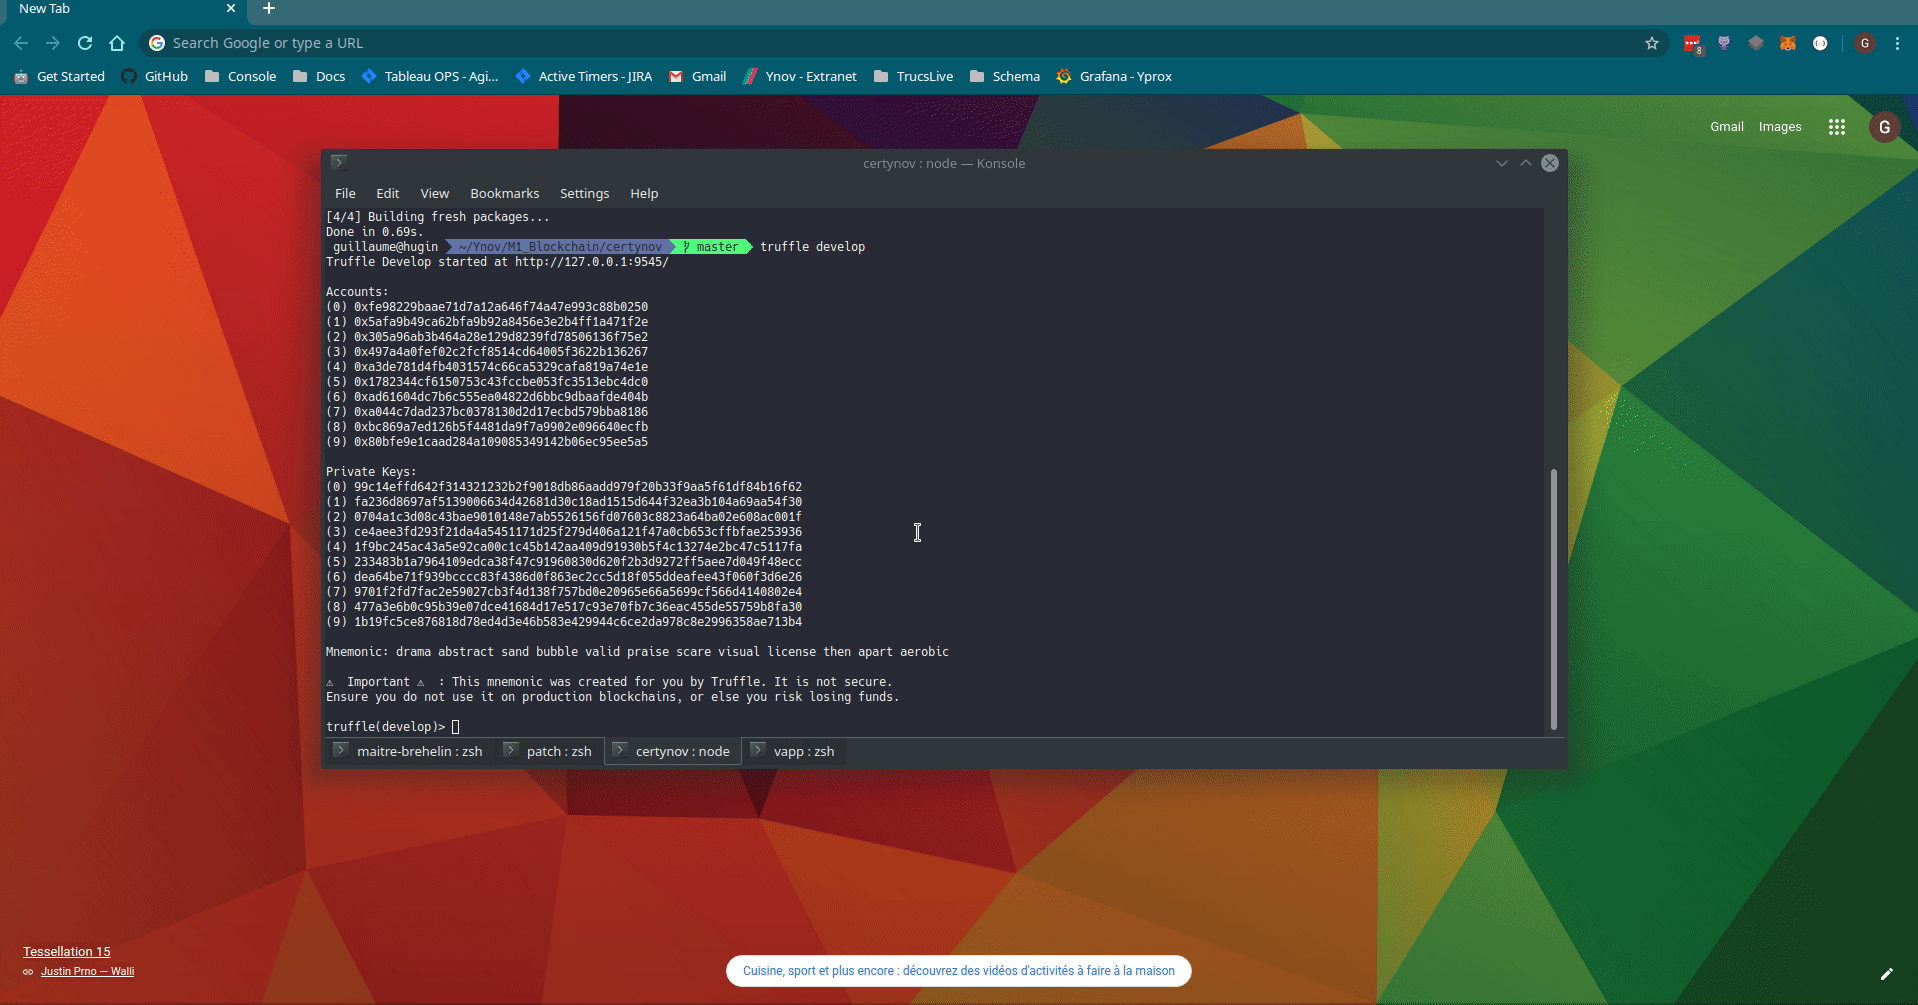 New Tab
Search Google or type a URL
8
G
Get Started
GitHub
Console
Docs
Tableau OPS - Agi...
Active Timers - JIRA
Gmail
Ynov - Extranet
TrucsLive
Schema
Grafana - Yprox
Gmail
Images
G
certynov : node — Konsole
File Edit View Bookmarks Settings Help
[4/4] Building fresh packages...
Done in 0.69s.
guillaume@hugin ~/Ynov/M1_Blockchain/certynov master truffle develop
Truffle Develop started at http://127.0.0.1:9545/
Accounts:
(0) 0xfe98229baae71d7a12a646f74a47e993c88b0250
(1) 0x5afa9b49ca62bfa9b92a8456e3e2b4ff1a471f2e
(2) 0x305a96ab3b464a28e129d8239fd78506136f75e2
(3) 0x497a4a0fef02c2fcf8514cd64005f3622b136267
(4) 0xa3de781d4fb4031574c66ca5329cafa819a74e1e
(5) 0x1782344cf6150753c43fccbe053fc3513ebc4dc0
(6) 0xad61604dc7b6c555ea04822d6bbc9dbaafde404b
(7) 0xa044c7dad237bc0378130d2d17ecbd579bba8186
(8) 0xbc869a7ed126b5f4481da9f7a9902e096640ecfb
(9) 0x80bfe9e1caad284a109085349142b06ec95ee5a5
Private Keys:
(0) 99c14effd642f314321232b2f9018db86aadd979f20b33f9aa5f61df84b16f62
(1) fa236d8697af5139006634d42681d30c18ad1515d644f32ea3b104a69aa54f30
(2) 0704a1c3d08c43bae9010148e7ab5526156fd07603c8823a64ba02e608ac001f
(3) ce4aee3fd293f21da4a5451171d25f279d406a121f47a0cb653cffbfae253936
(4) 1f9bc245ac43a5e92ca00c1c45b142aa409d91930b5f4c13274e2bc47c5117fa
(5) 233483b1a7964109edca38f47c91960830d620f2b3d9272ff5aee7d049f48ecc
(6) dea64be71f939bcccc83f4386d0f863ec2cc5d18f055ddeafee43f060f3d6e26
(7) 9701f2fd7fac2e59027cb3f4d138f757bd0e20965e66a5699cf566d4140802e4
(8) 477a3e6b0c95b39e07dce41684d17e517c93e70fb7c36eac455de55759b8fa30
(9) 1b19fc5ce876818d78ed4d3e46b583e429944c6ce2da978c8e2996358ae713b4
Mnemonic: drama abstract sand bubble valid praise scare visual license then apart aerobic
⚠ Important ⚠ : This mnemonic was created for you by Truffle. It is not secure.
Ensure you do not use it on production blockchains, or else you risk losing funds.
truffle(develop)>
maitre-brehelin : zsh
patch : zsh
certynov : node
vapp : zsh
Tessellation 15
Justin Prno — Walli
Cuisine, sport et plus encore : découvrez des vidéos d'activités à faire à la maison